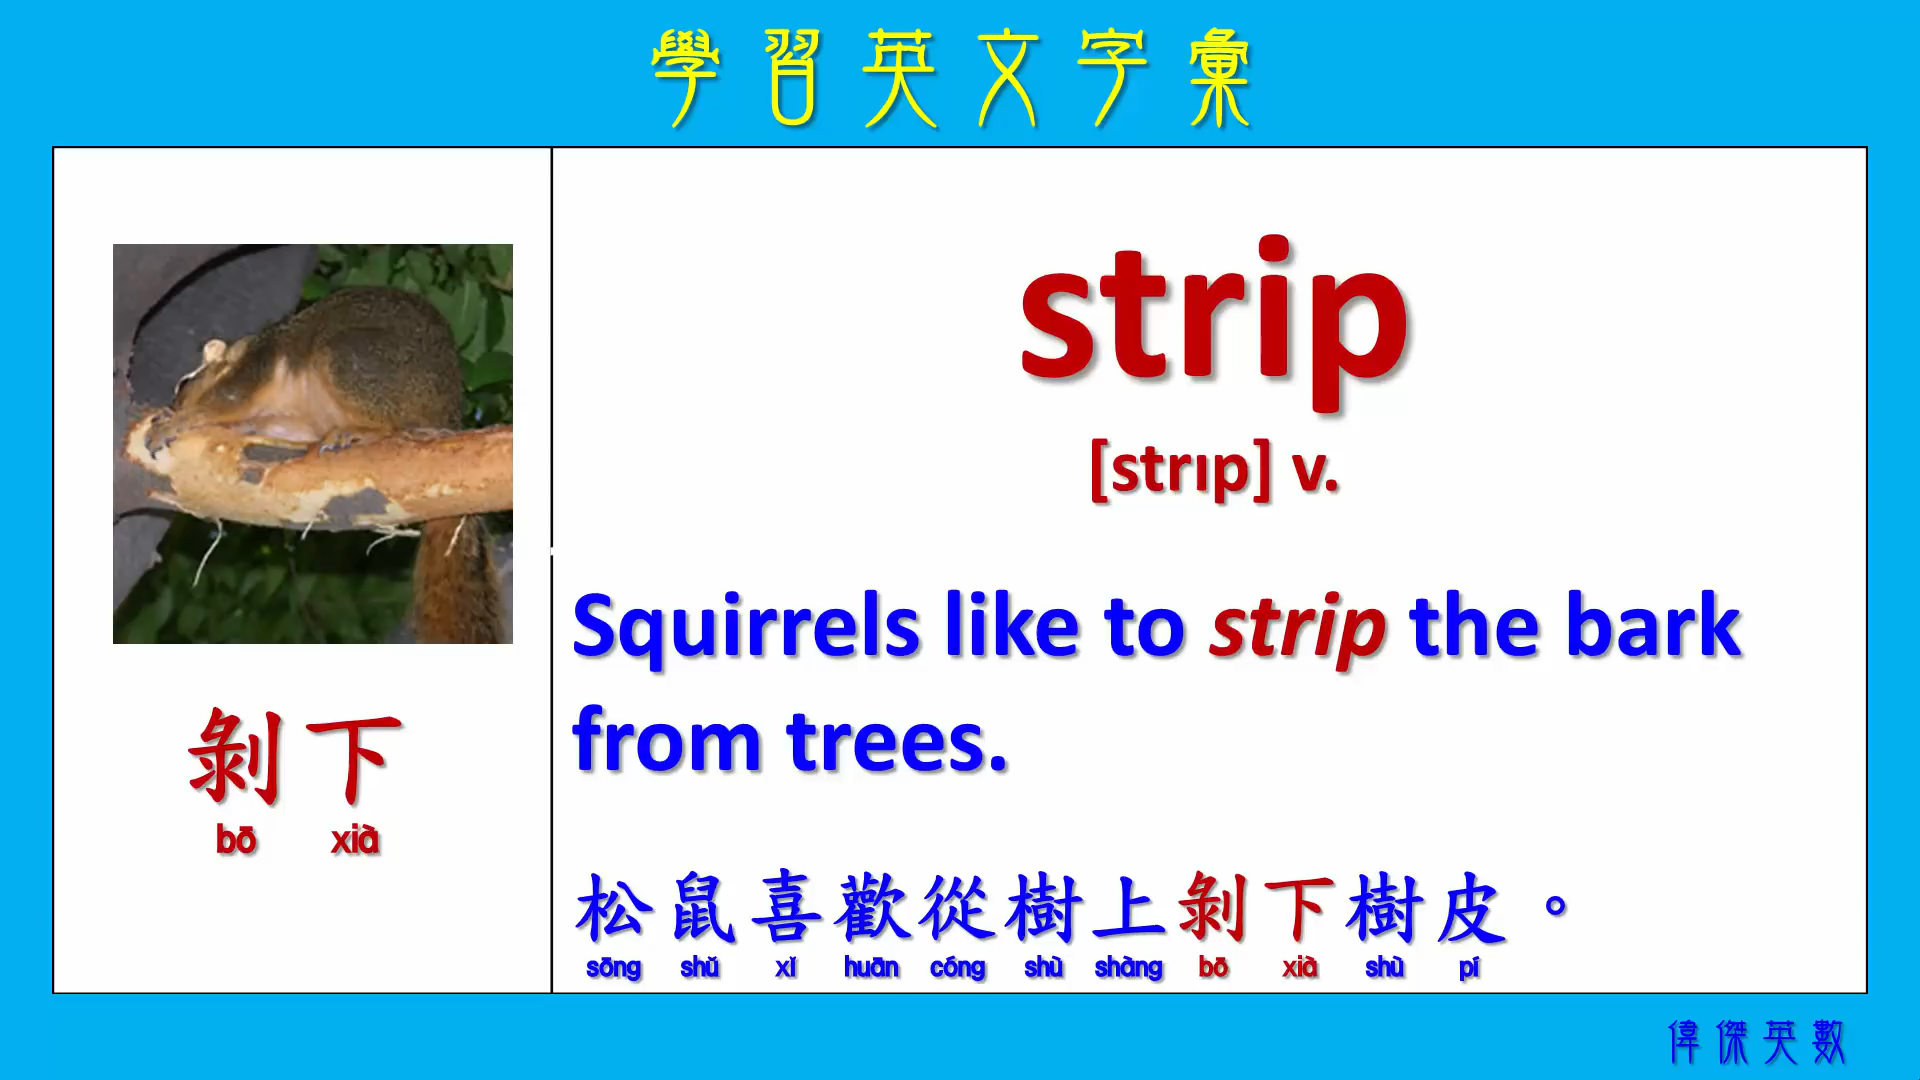 學習英文字彙
剝下
bō xià
strip
[strɪp] v.
Squirrels like to strip the bark
from trees.
松鼠喜歡從樹上剝下樹皮。
sōng shǔ xǐ huān cóng shù shàng bō xià shù pí
偉傑英數